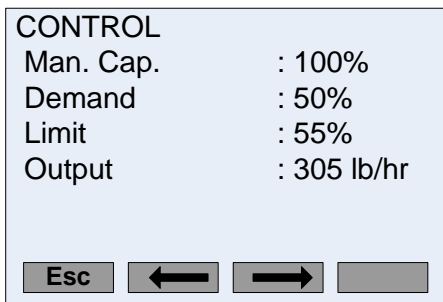 CONTROL
Man. Cap. : 100%
Demand : 50%
Limit : 55%
Output : 305 lb/hr
Esc